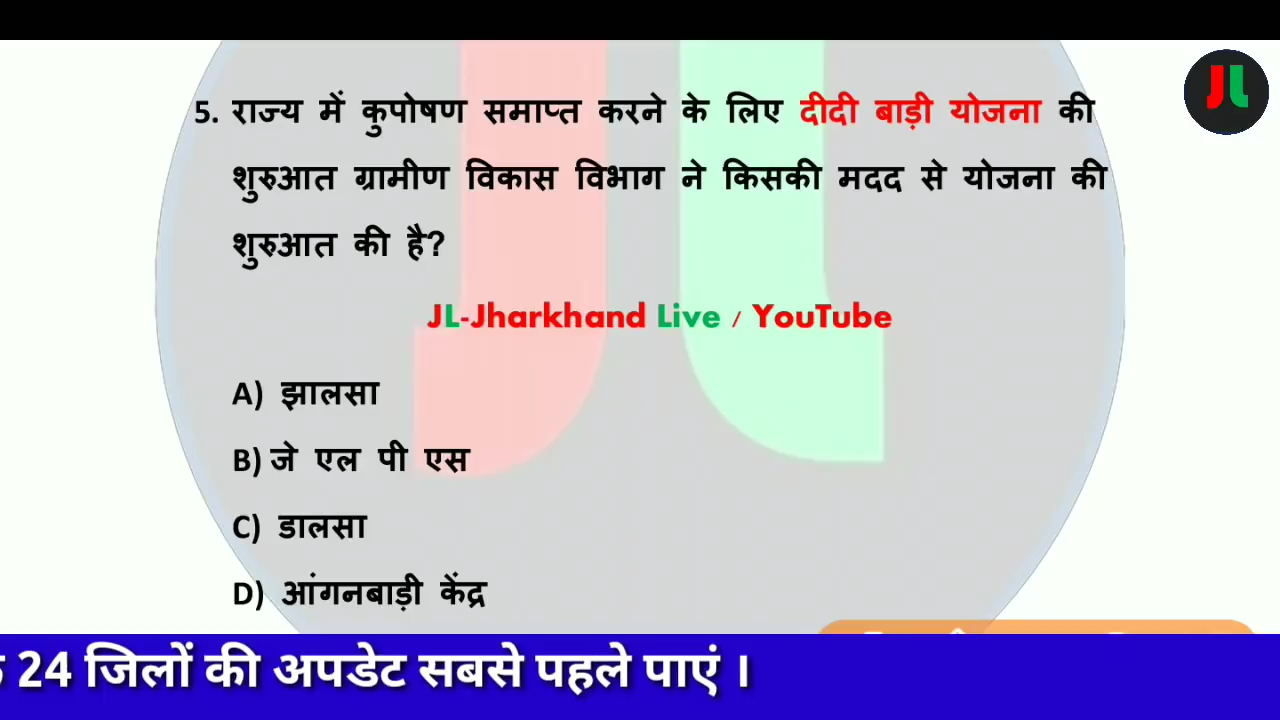 JL
5. राज्य में कुपोषण समाप्त करने के लिए दीदी बाड़ी योजना की
शुरुआत ग्रामीण विकास विभाग ने किसकी मदद से योजना की
शुरुआत की है?
JL-Jharkhand Live / YouTube
A) झालसा
B) जे एल पी एस
C) डालसा
D) आंगनबाड़ी केंद्र
24 जिलों की अपडेट सबसे पहले पाएं ।